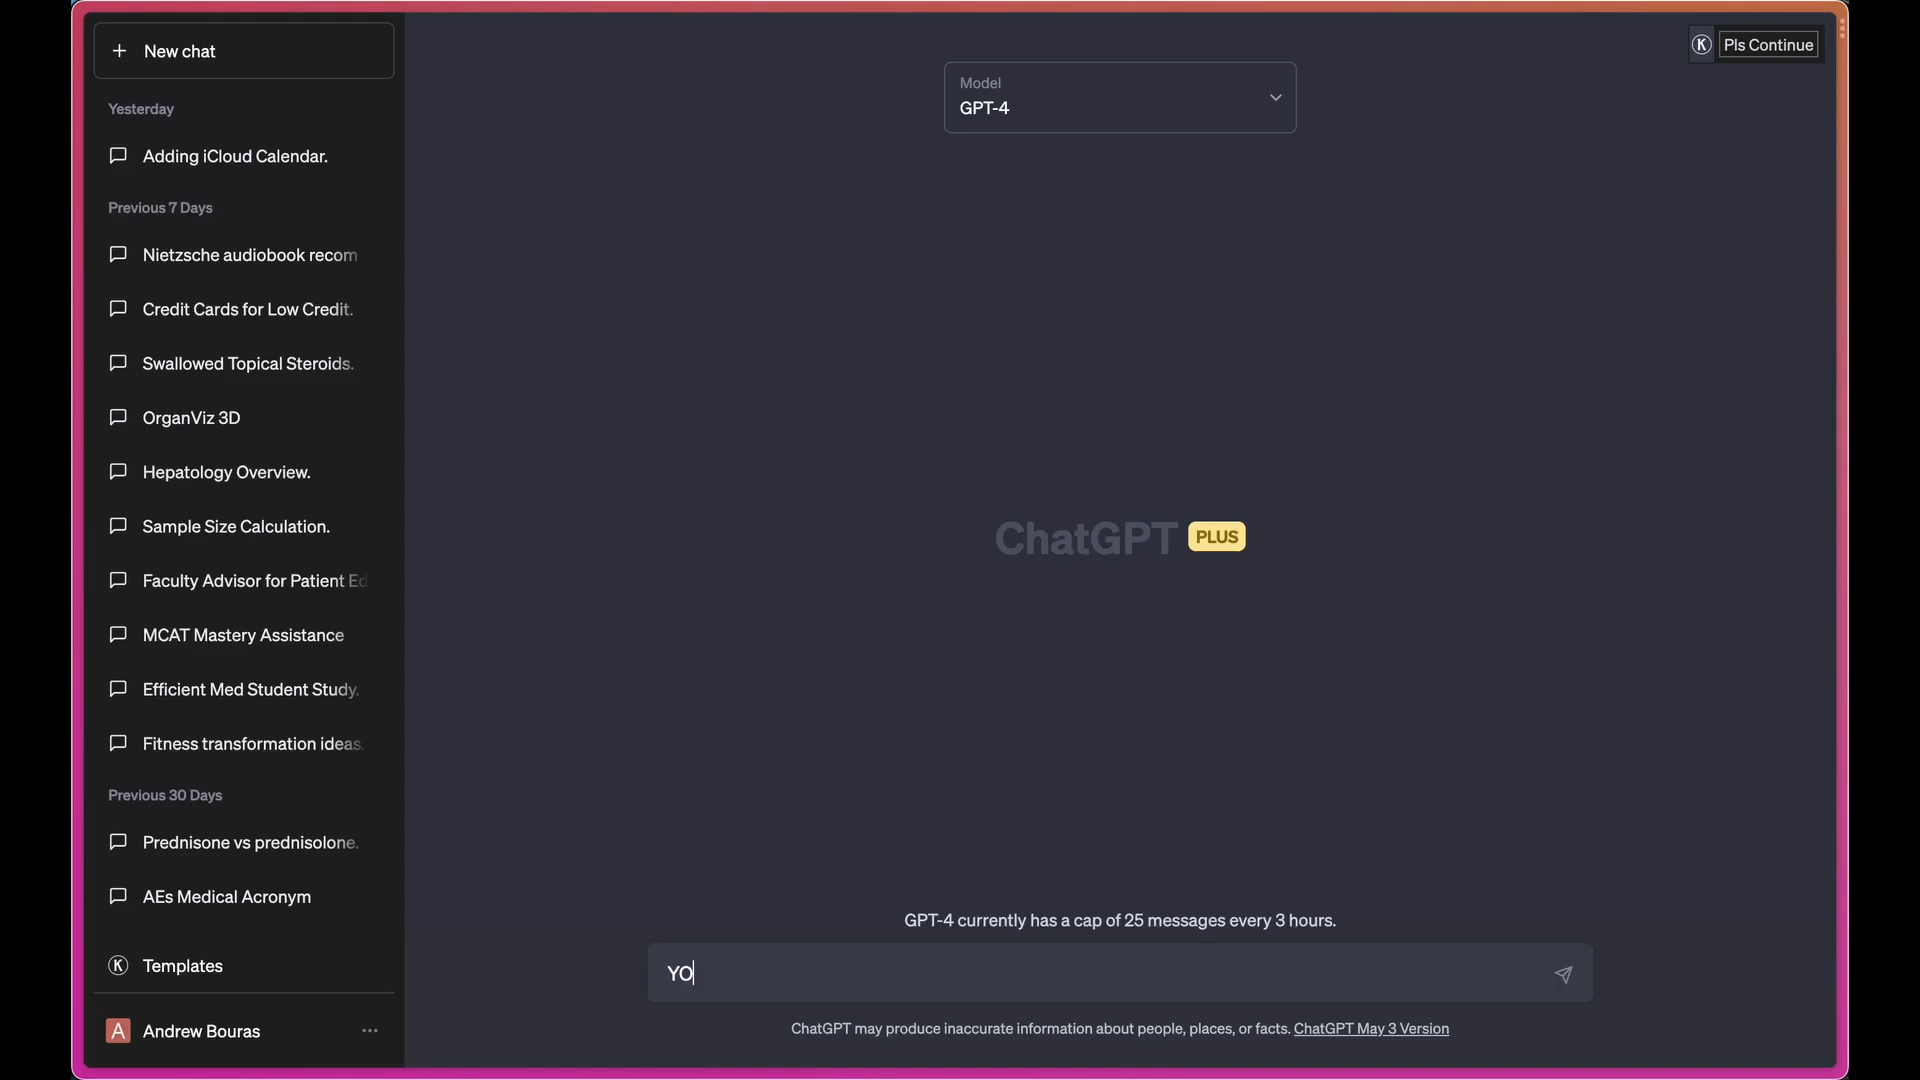 New chat
Yesterday
Adding iCloud Calendar.
Previous 7 Days
Nietzsche audiobook recom
Credit Cards for Low Credit.
Swallowed Topical Steroids.
OrganViz 3D
Hepatology Overview.
Sample Size Calculation.
Faculty Advisor for Patient Ed
MCAT Mastery Assistance
Efficient Med Student Study.
Fitness transformation ideas.
Previous 30 Days
Prednisone vs prednisolone.
AEs Medical Acronym
K Templates
A Andrew Bouras
K Pls Continue
Model
GPT-4
ChatGPT PLUS
GPT-4 currently has a cap of 25 messages every 3 hours.
YO
ChatGPT may produce inaccurate information about people, places, or facts. ChatGPT May 3 Version